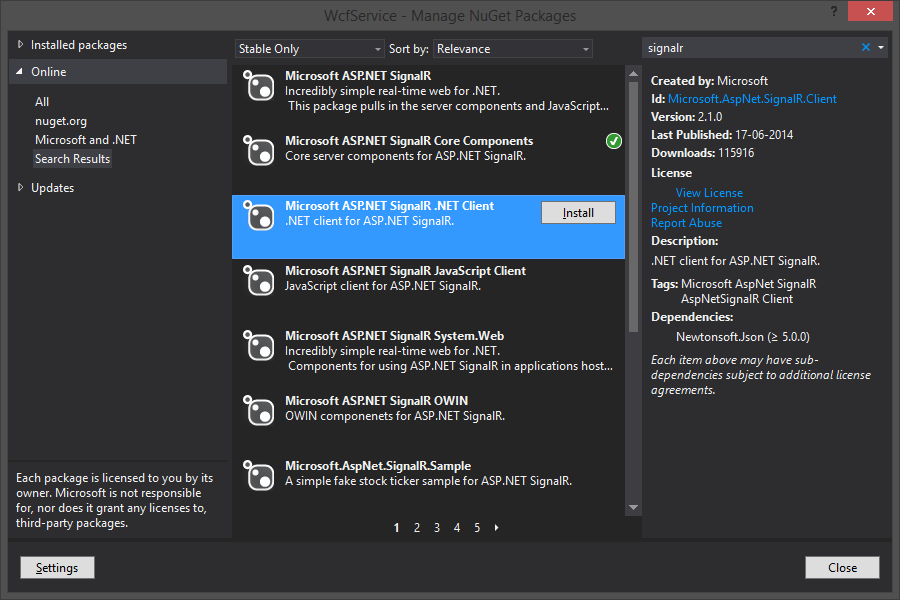 WcfService - Manage NuGet Packages
?
Installed packages
Online
All
nuget.org
Microsoft and .NET
Search Results
Updates
Each package is licensed to you by its
owner. Microsoft is not responsible
for, nor does it grant any licenses to,
third-party packages.
Settings
Stable Only
Sort by: Relevance
Microsoft ASP.NET SignalR
Incredibly simple real-time web for .NET.
This package pulls in the server components and JavaScript...
Microsoft ASP.NET SignalR Core Components
Core server components for ASP.NET SignalR.
Microsoft ASP.NET SignalR .NET Client
.NET client for ASP.NET SignalR.
Install
Microsoft ASP.NET SignalR JavaScript Client
JavaScript client for ASP.NET SignalR.
Microsoft ASP.NET SignalR System.Web
Incredibly simple real-time web for .NET.
Components for using ASP.NET SignalR in applications host...
Microsoft ASP.NET SignalR OWIN
OWIN componenets for ASP.NET SignalR.
Microsoft.AspNet.SignalR.Sample
A simple fake stock ticker sample for ASP.NET SignalR.
1 2 3 4 5
signalr
Created by: Microsoft
Id: Microsoft.AspNet.SignalR.Client
Version: 2.1.0
Last Published: 17-06-2014
Downloads: 115916
License
View License
Project Information
Report Abuse
Description:
.NET client for ASP.NET SignalR.
Tags: Microsoft AspNet SignalR
AspNetSignalR Client
Dependencies:
Newtonsoft.Json (≥ 5.0.0)
Each item above may have sub-
dependencies subject to additional license
agreements.
Close